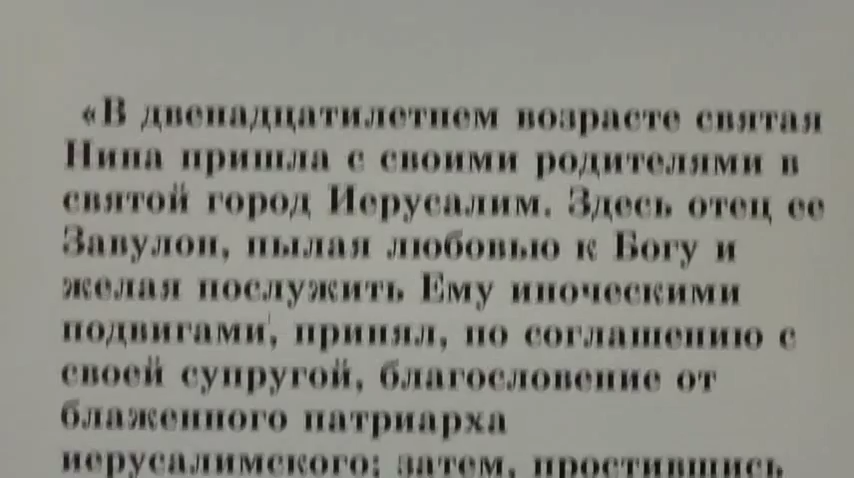 «В двенадцатилетнем возрасте святая
Нина пришла с своими родителями в
святой город Иерусалим. Здесь отец ее
Завулон, пылая любовью к Богу и
желая послужить Ему иноческими
подвигами, принял, по соглашению с
своей супругой, благословение от
блаженного патриарха
иерусалимского; затем, простившись